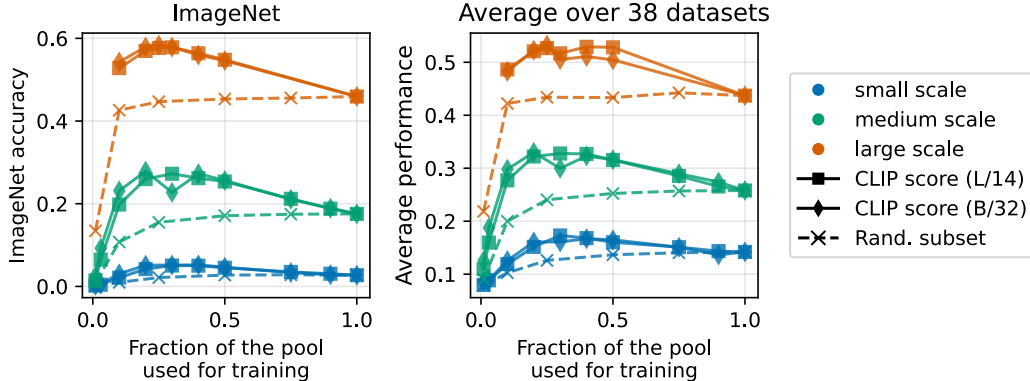 ImageNet
Average over 38 datasets
ImageNet accuracy
0.6
0.4
0.2
0.0
0.0
0.5
1.0
Fraction of the pool
used for training
Average performance
0.5
0.4
0.3
0.2
0.1
0.0
0.5
1.0
Fraction of the pool
used for training
small scale
medium scale
large scale
CLIP score (L/14)
CLIP score (B/32)
Rand. subset